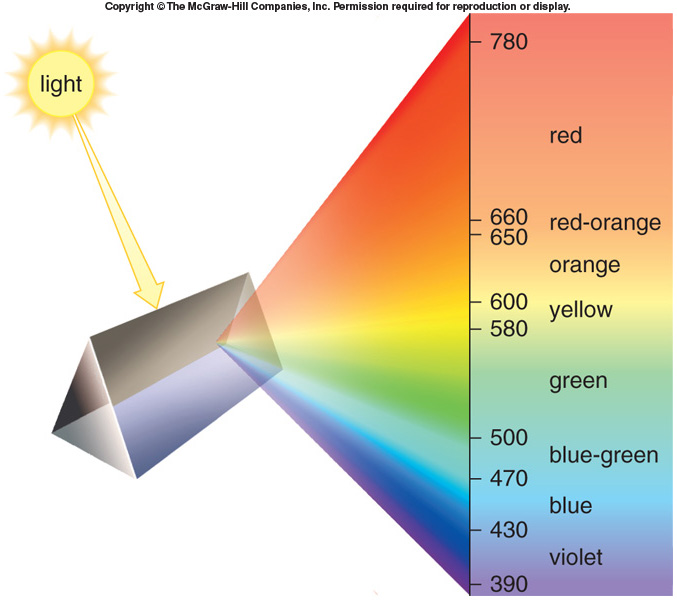 Copyright © The McGraw-Hill Companies, Inc. Permission required for reproduction or display.
light
780
red
660
red-orange
650
orange
600
yellow
580
green
500
blue-green
470
blue
430
violet
390